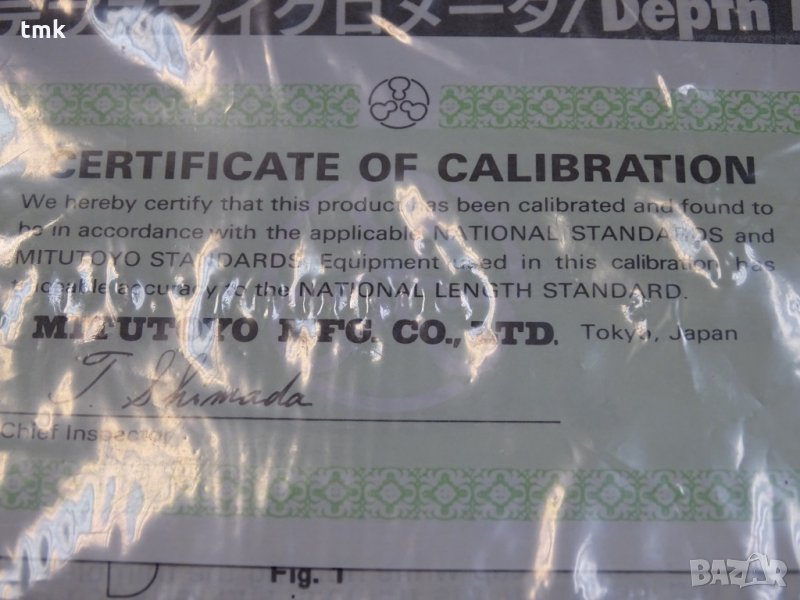 tmk
デプスマイクロメータ/Depth
CERTIFICATE OF CALIBRATION
We hereby certify that this product has been calibrated and found to
be in accordance with the applicable NATIONAL STANDARDS and
MITUTOYO STANDARDS. Equipment used in this calibration has
traceable accuracy to the NATIONAL LENGTH STANDARD.
MITUTOYO MFG. CO., LTD. Tokyo, Japan
T. Shimada
Chief Inspector
Fig. 1
BAZAR